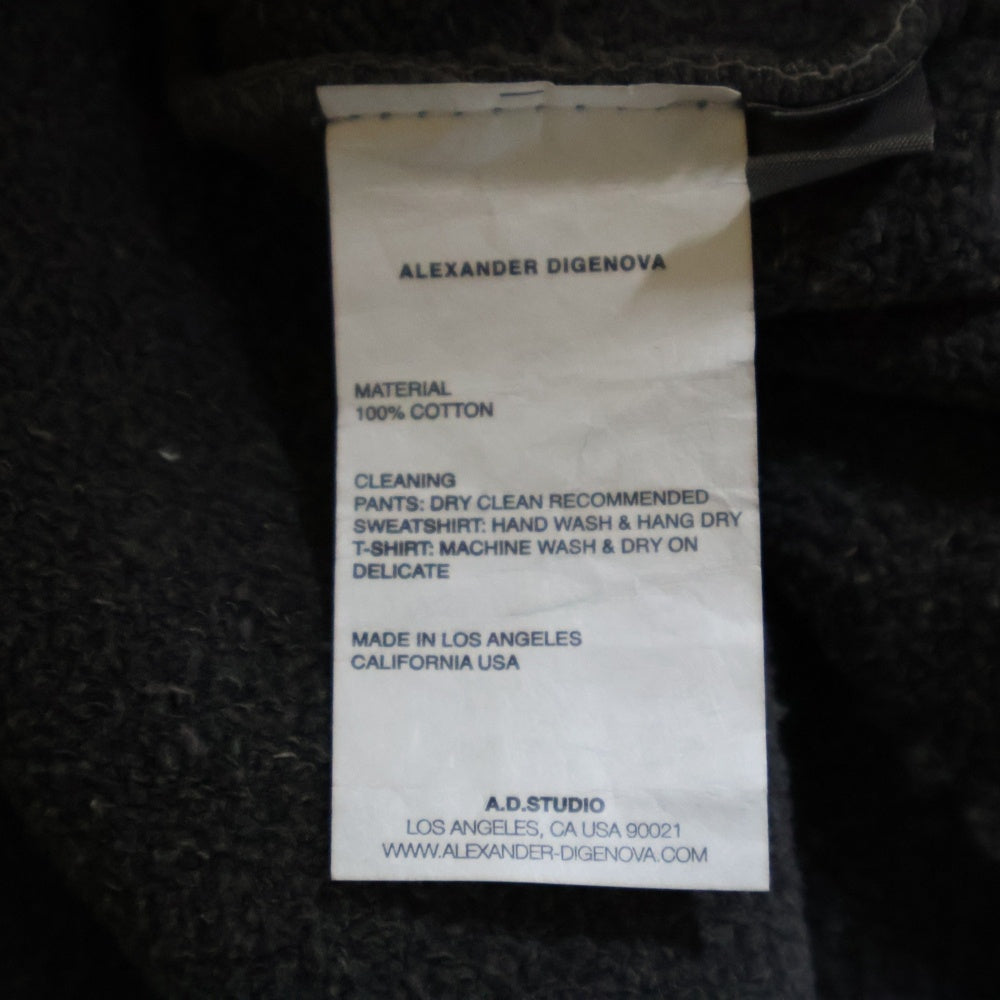 ALEXANDER DIGENOVA
MATERIAL
100% COTTON
CLEANING
PANTS: DRY CLEAN RECOMMENDED
SWEATSHIRT: HAND WASH & HANG DRY
T-SHIRT: MACHINE WASH & DRY ON
DELICATE
MADE IN LOS ANGELES
CALIFORNIA USA
A.D.STUDIO
LOS ANGELES, CA USA 90021
WWW.ALEXANDER-DIGENOVA.COM